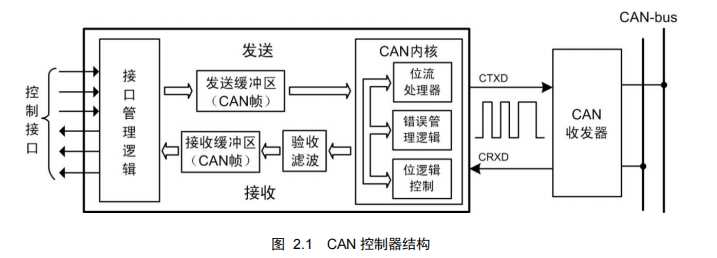 CAN-bus
发送
控
制
接
口
接
口
管
理
逻
辑
发送缓冲区
（CAN帧）
接收缓冲区
（CAN帧）
验收
滤波
接收
CAN内核
位流
处理器
错误管
理逻辑
位逻辑
控制
CTXD
CRXD
CAN
收发器
图 2.1 CAN 控制器结构